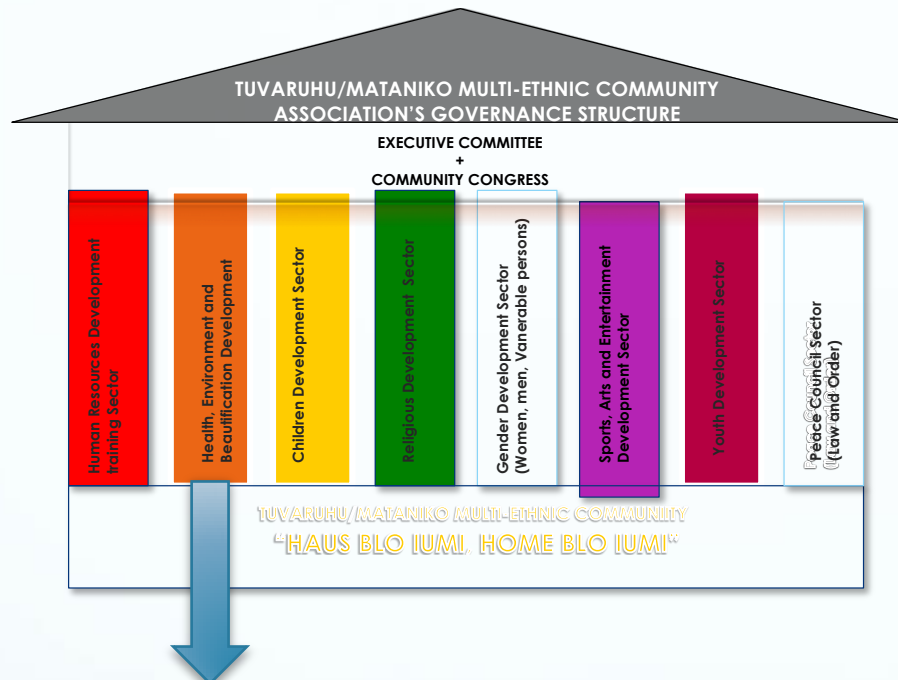 TUVARUHU/MATANIKO MULTI-ETHNIC COMMUNITY
ASSOCIATION'S GOVERNANCE STRUCTURE
EXECUTIVE COMMITTEE
+
COMMUNITY CONGRESS
Human Resources Development
training Sector
Health, Environment and
Beautification Development
Children Development Sector
Religious Development Sector
Gender Development Sector
(Women, men, Vanerable persons)
Sports, Arts and Entertainment
Development Sector
Youth Development Sector
Peace Council Sector
(Law and Order)
TUVARUHU/MATANIKO MULTI-ETHNIC COMMUNIITY
"HAUS BLO IUMI, HOME BLO IUMI"